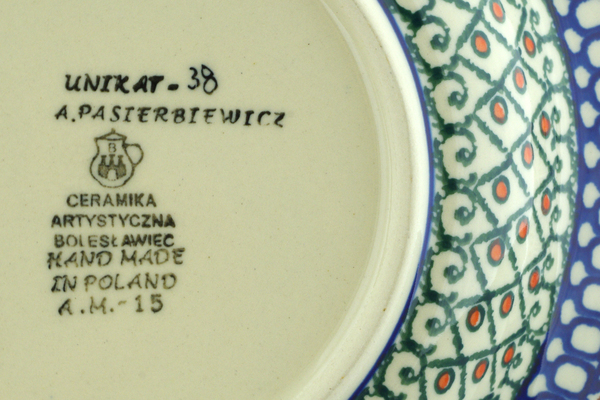 UNIKAT-38
A.PASIERBIEWICZ
B
CERAMIKA
ARTYSTYCZNA
BOLESŁAWIEC
HAND MADE
IN POLAND
A.M.-15